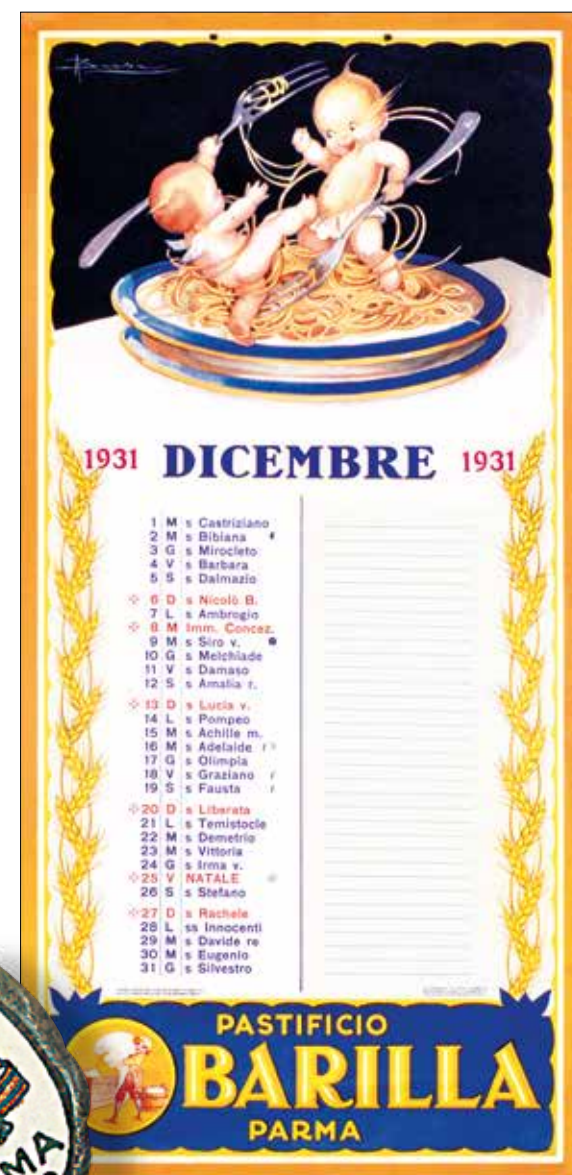 1931 DICEMBRE 1931
1 M s Castriziano
2 M s Bibiana
3 G s Mirocleto
4 V s Barbara
5 S s Dalmazio
6 D s Nicolò B.
7 L s Ambrogio
8 M Imm. Concez.
9 M s Siro v.
10 G s Melchiade
11 V s Damaso
12 S s Amalia r.
13 D s Lucia v.
14 L s Pompeo
15 M s Achille m.
16 M s Adelaide
17 G s Olimpia
18 V s Graziano
19 S s Fausta
20 D s Liberata
21 L s Temistocle
22 M s Demetrio
23 M s Vittoria
24 G s Irma v.
25 V NATALE
26 S s Stefano
27 D s Rachele
28 L ss Innocenti
29 M s Davide re
30 M s Eugenio
31 G s Silvestro
PASTIFICIO
BARILLA
PARMA